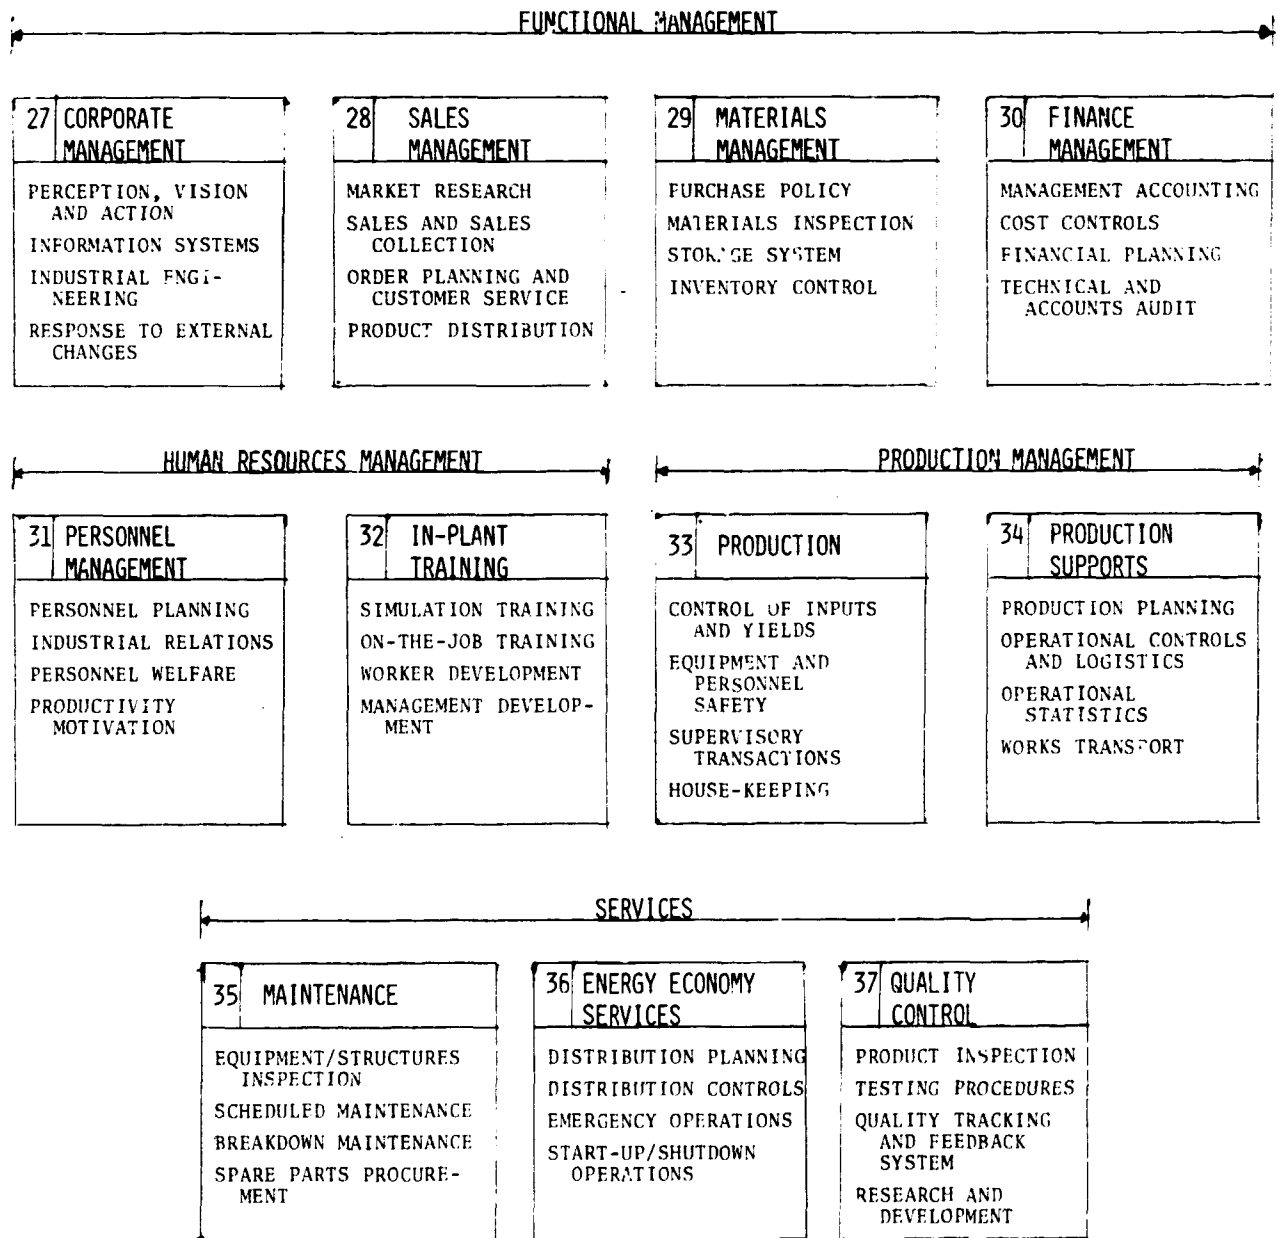 FUNCTIONAL MANAGEMENT
27 CORPORATE
MANAGEMENT
PERCEPTION, VISION
AND ACTION
INFORMATION SYSTEMS
INDUSTRIAL ENGI-
NEERING
RESPONSE TO EXTERNAL
CHANGES
28 SALES
MANAGEMENT
MARKET RESEARCH
SALES AND SALES
COLLECTION
ORDER PLANNING AND
CUSTOMER SERVICE
PRODUCT DISTRIBUTION
29 MATERIALS
MANAGEMENT
PURCHASE POLICY
MATERIALS INSPECTION
STORAGE SYSTEM
INVENTORY CONTROL
30 FINANCE
MANAGEMENT
MANAGEMENT ACCOUNTING
COST CONTROLS
FINANCIAL PLANNING
TECHNICAL AND
ACCOUNTS AUDIT
HUMAN RESOURCES MANAGEMENT
31 PERSONNEL
MANAGEMENT
PERSONNEL PLANNING
INDUSTRIAL RELATIONS
PERSONNEL WELFARE
PRODUCTIVITY
MOTIVATION
32 IN-PLANT
TRAINING
SIMULATION TRAINING
ON-THE-JOB TRAINING
WORKER DEVELOPMENT
MANAGEMENT DEVELOP-
MENT
PRODUCTION MANAGEMENT
33 PRODUCTION
CONTROL OF INPUTS
AND YIELDS
EQUIPMENT AND
PERSONNEL
SAFETY
SUPERVISORY
TRANSACTIONS
HOUSE-KEEPING
34 PRODUCTION
SUPPORTS
PRODUCTION PLANNING
OPERATIONAL CONTROLS
AND LOGISTICS
OPERATIONAL
STATISTICS
WORKS TRANSPORT
SERVICES
35 MAINTENANCE
EQUIPMENT/STRUCTURES
INSPECTION
SCHEDULED MAINTENANCE
BREAKDOWN MAINTENANCE
SPARE PARTS PROCURE-
MENT
36 ENERGY ECONOMY
SERVICES
DISTRIBUTION PLANNING
DISTRIBUTION CONTROLS
EMERGENCY OPERATIONS
START-UP/SHUTDOWN
OPERATIONS
37 QUALITY
CONTROL
PRODUCT INSPECTION
TESTING PROCEDURES
QUALITY TRACKING
AND FEEDBACK
SYSTEM
RESEARCH AND
DEVELOPMENT